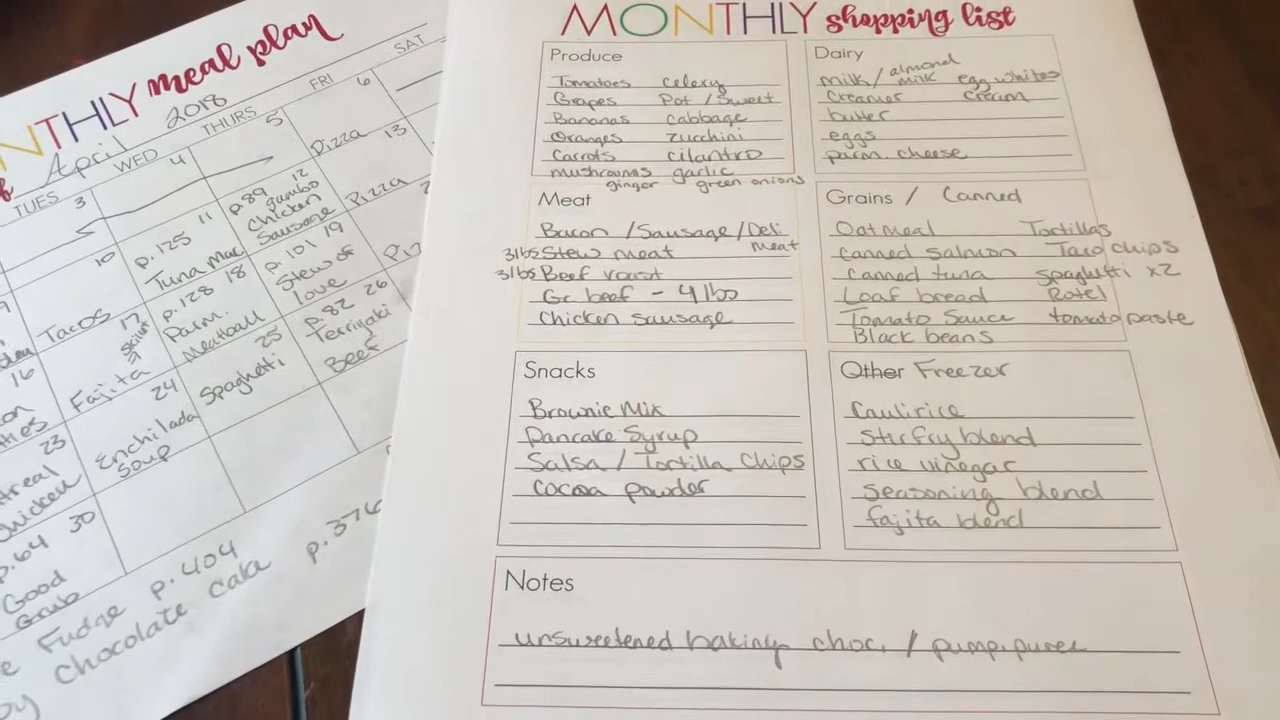 NTHLY meal plan
of April 2018
TUES WED THURS FRI SAT
3 4 5 6
10 11 12 13
Tacos
p.125
Tuna Mac
p.89 gumbo
Chicken
Sausage
Pizza
16 17 18 19
Fajita
p.128
Parm.
Meatball
p.101
Stew of
love
Pizza
23 24 25 26
Enchilada
Soup
Spaghetti
p.82
Terriyaki
Beef
30
p.64
Good
Grub
Fudge p.404
chocolate cake p.376
MONTHLY shopping list
Produce
Tomatoes celery
Grapes Pot / Sweet
Bananas cabbage
Oranges zucchini
Carrots cilantro
mushrooms garlic
ginger green onions
Dairy
milk / almond milk egg whites
Creamer cream
butter
eggs
parm. cheese
Meat
Bacon / Sausage / Deli meat
3lbs Stew meat
3lbs Beef roast
Gr. beef - 4 lbs
Chicken sausage
Grains / Canned
Oatmeal Tortillas
canned salmon Taco chips
canned tuna spaghetti x2
Loaf bread Rotel
Tomato Sauce tomato paste
Black beans
Snacks
Brownie Mix
Pancake Syrup
Salsa / Tortilla Chips
cocoa powder
Other Freezer
Caulirice
stirfry blend
rice vinegar
seasoning blend
fajita blend
Notes
unsweetened baking choc. / pump. puree